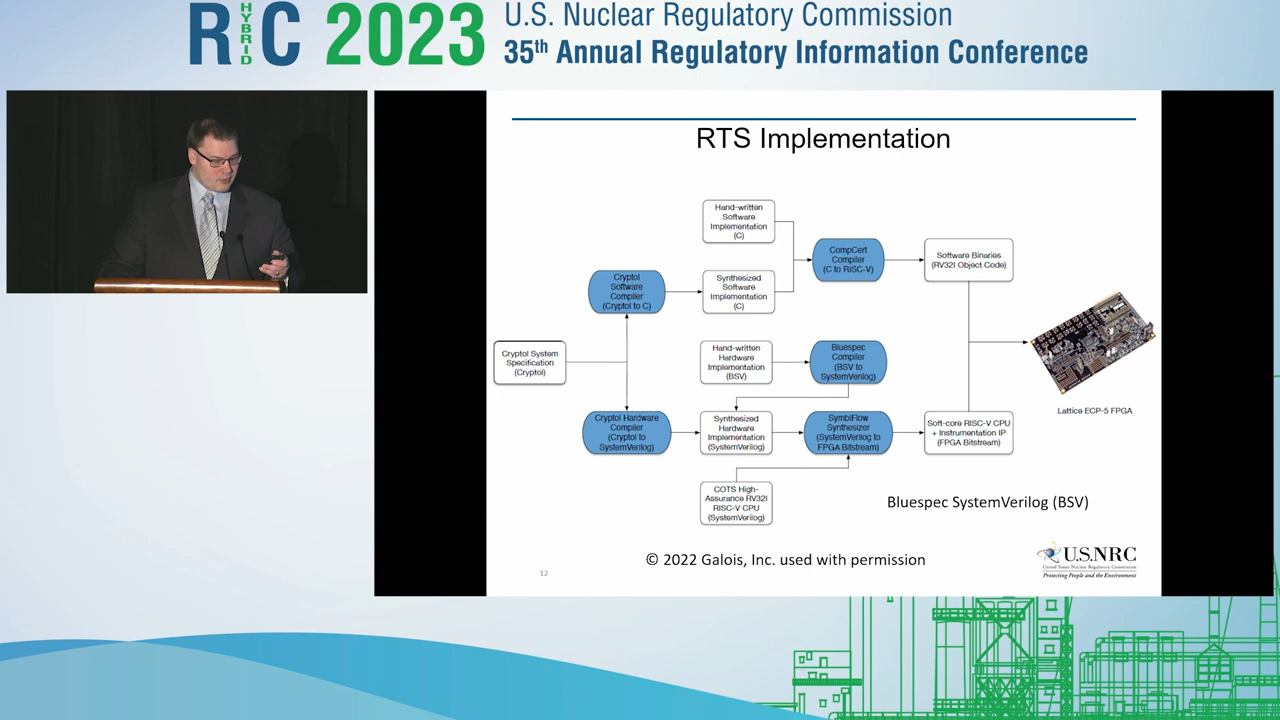 RIC 2023
HYBRID
U.S. Nuclear Regulatory Commission
35th Annual Regulatory Information Conference
RTS Implementation
Hand-written
Software
Implementation
(C)
CompCert
Compiler
(C to RISC-V)
Software Binaries
(RV32I Object Code)
Cryptol
Software
Compiler
(Cryptol to C)
Synthesized
Software
Implementation
(C)
Cryptol System
Specification
(Cryptol)
Hand-written
Hardware
Implementation
(BSV)
Bluespec
Compiler
(BSV to
SystemVerilog)
Lattice ECP-5 FPGA
Cryptol Hardware
Compiler
(Cryptol to
SystemVerilog)
Synthesized
Hardware
Implementation
(SystemVerilog)
SymbiFlow
Synthesizer
(SystemVerilog to
FPGA Bitstream)
Soft-core RISC-V CPU
+ Instrumentation IP
(FPGA Bitstream)
COTS High-
Assurance RV32I
RISC-V CPU
(SystemVerilog)
Bluespec SystemVerilog (BSV)
© 2022 Galois, Inc. used with permission
12
U.S.NRC
United States Nuclear Regulatory Commission
Protecting People and the Environment